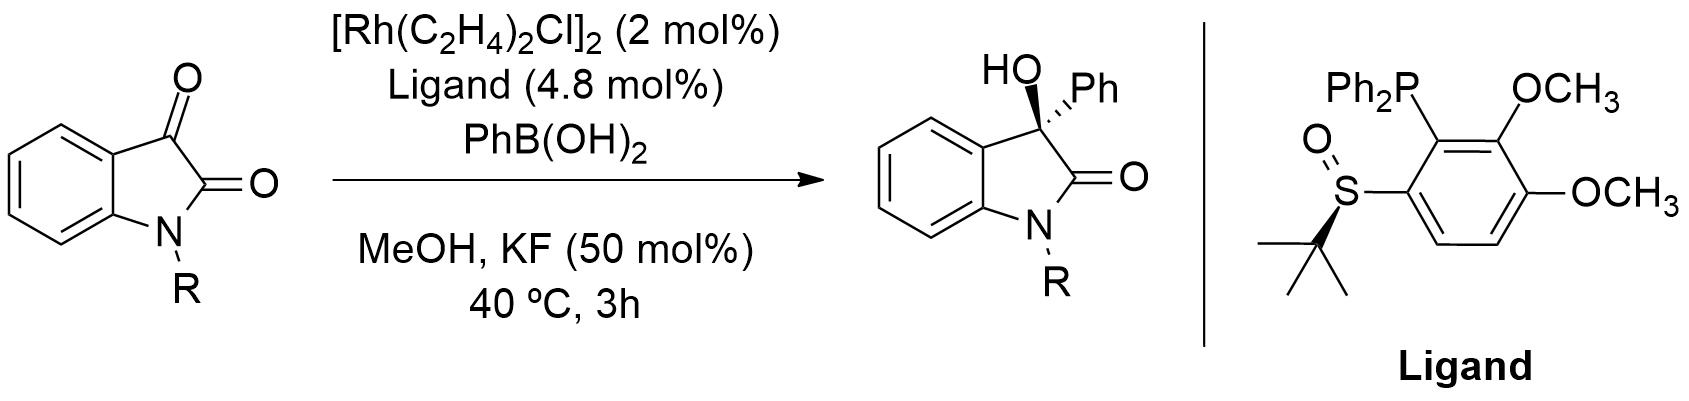 O
O
N
R
[Rh(C₂H₄)₂Cl]₂ (2 mol%)
Ligand (4.8 mol%)
PhB(OH)₂
MeOH, KF (50 mol%)
40 ºC, 3h
HO
Ph
O
N
R
Ph₂P
OCH₃
O
S
OCH₃
Ligand